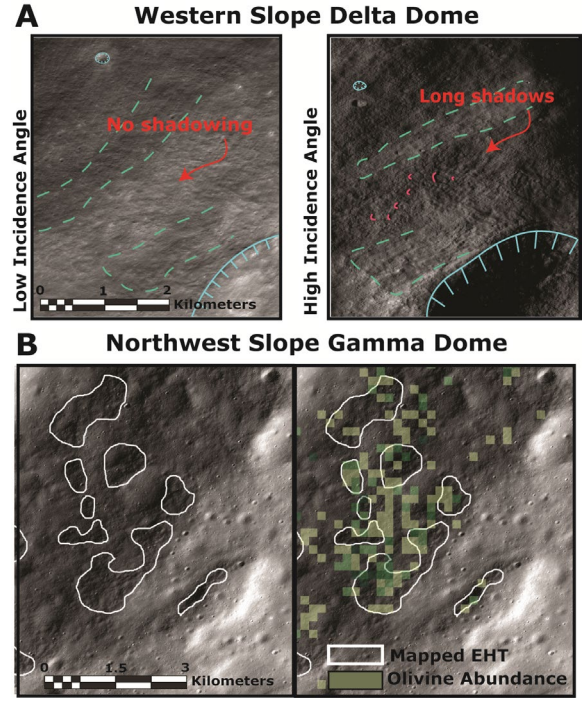 A Western Slope Delta Dome
Low Incidence Angle
No shadowing
0 1 2
Kilometers
High Incidence Angle
Long shadows
B Northwest Slope Gamma Dome
0 1.5 3
Kilometers
Mapped EHT
Olivine Abundance